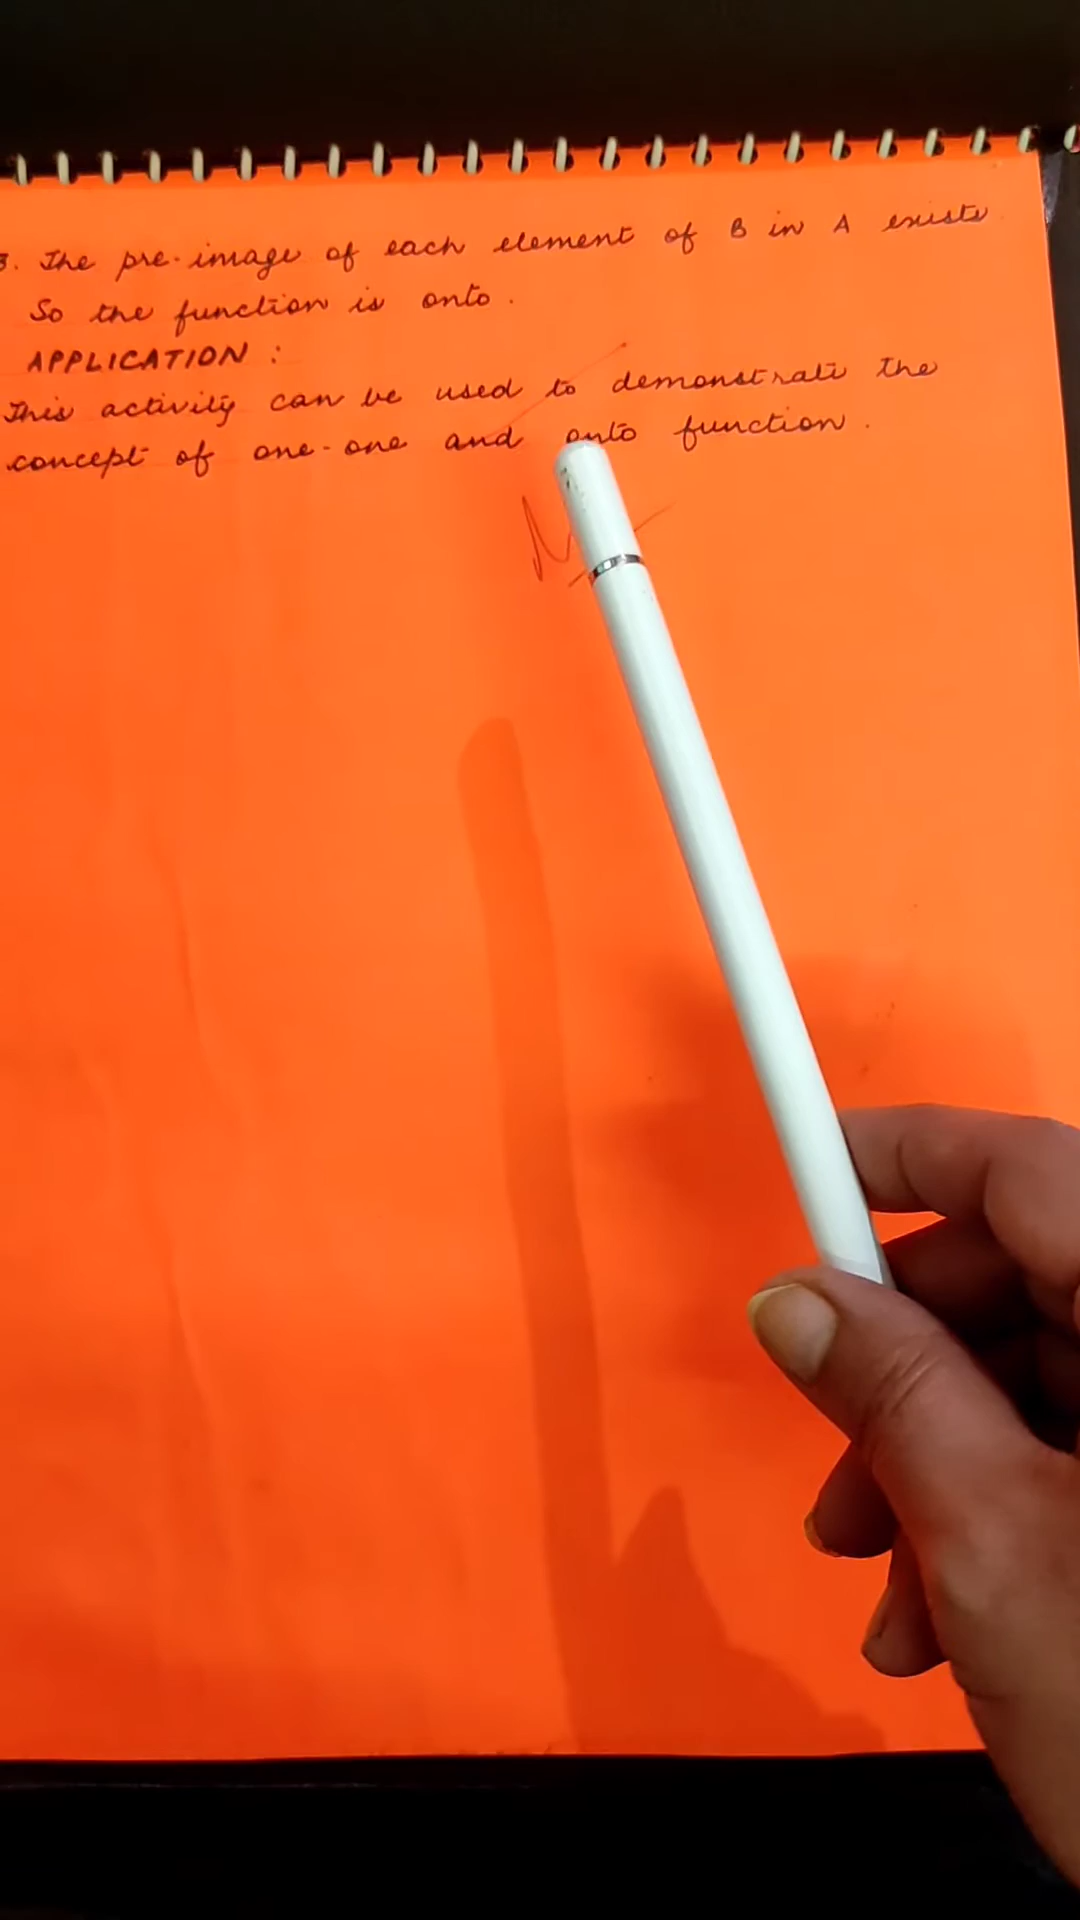 3. The pre-image of each element of B in A exists
So the function is onto.
APPLICATION :
This activity can be used to demonstrate the
concept of one-one and onto function.